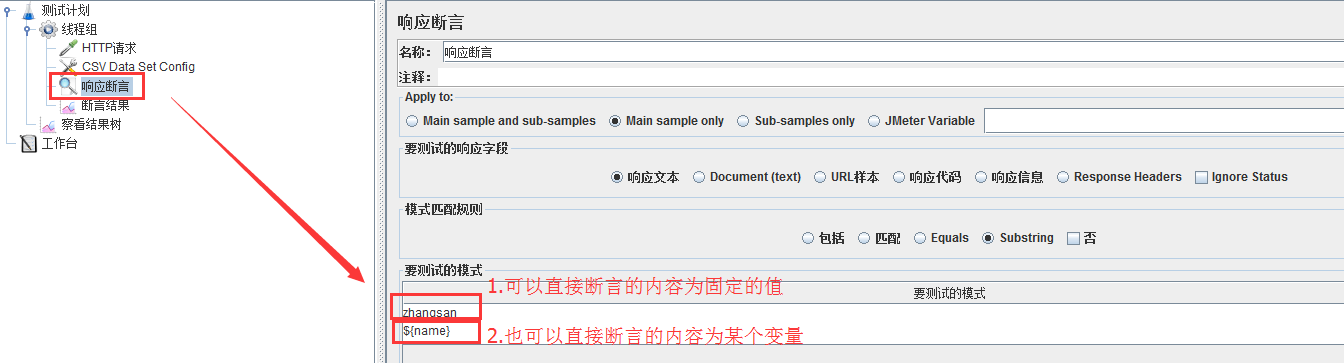 测试计划
线程组
HTTP请求
CSV Data Set Config
响应断言
断言结果
察看结果树
工作台
响应断言
名称： 响应断言
注释：
Apply to:
Main sample and sub-samples Main sample only Sub-samples only JMeter Variable
要测试的响应字段
响应文本 Document (text) URL样本 响应代码 响应信息 Response Headers Ignore Status
模式匹配规则
包括 匹配 Equals Substring 否
要测试的模式
1.可以直接断言的内容为固定的值
要测试的模式
zhangsan
${name}
2.也可以直接断言的内容为某个变量